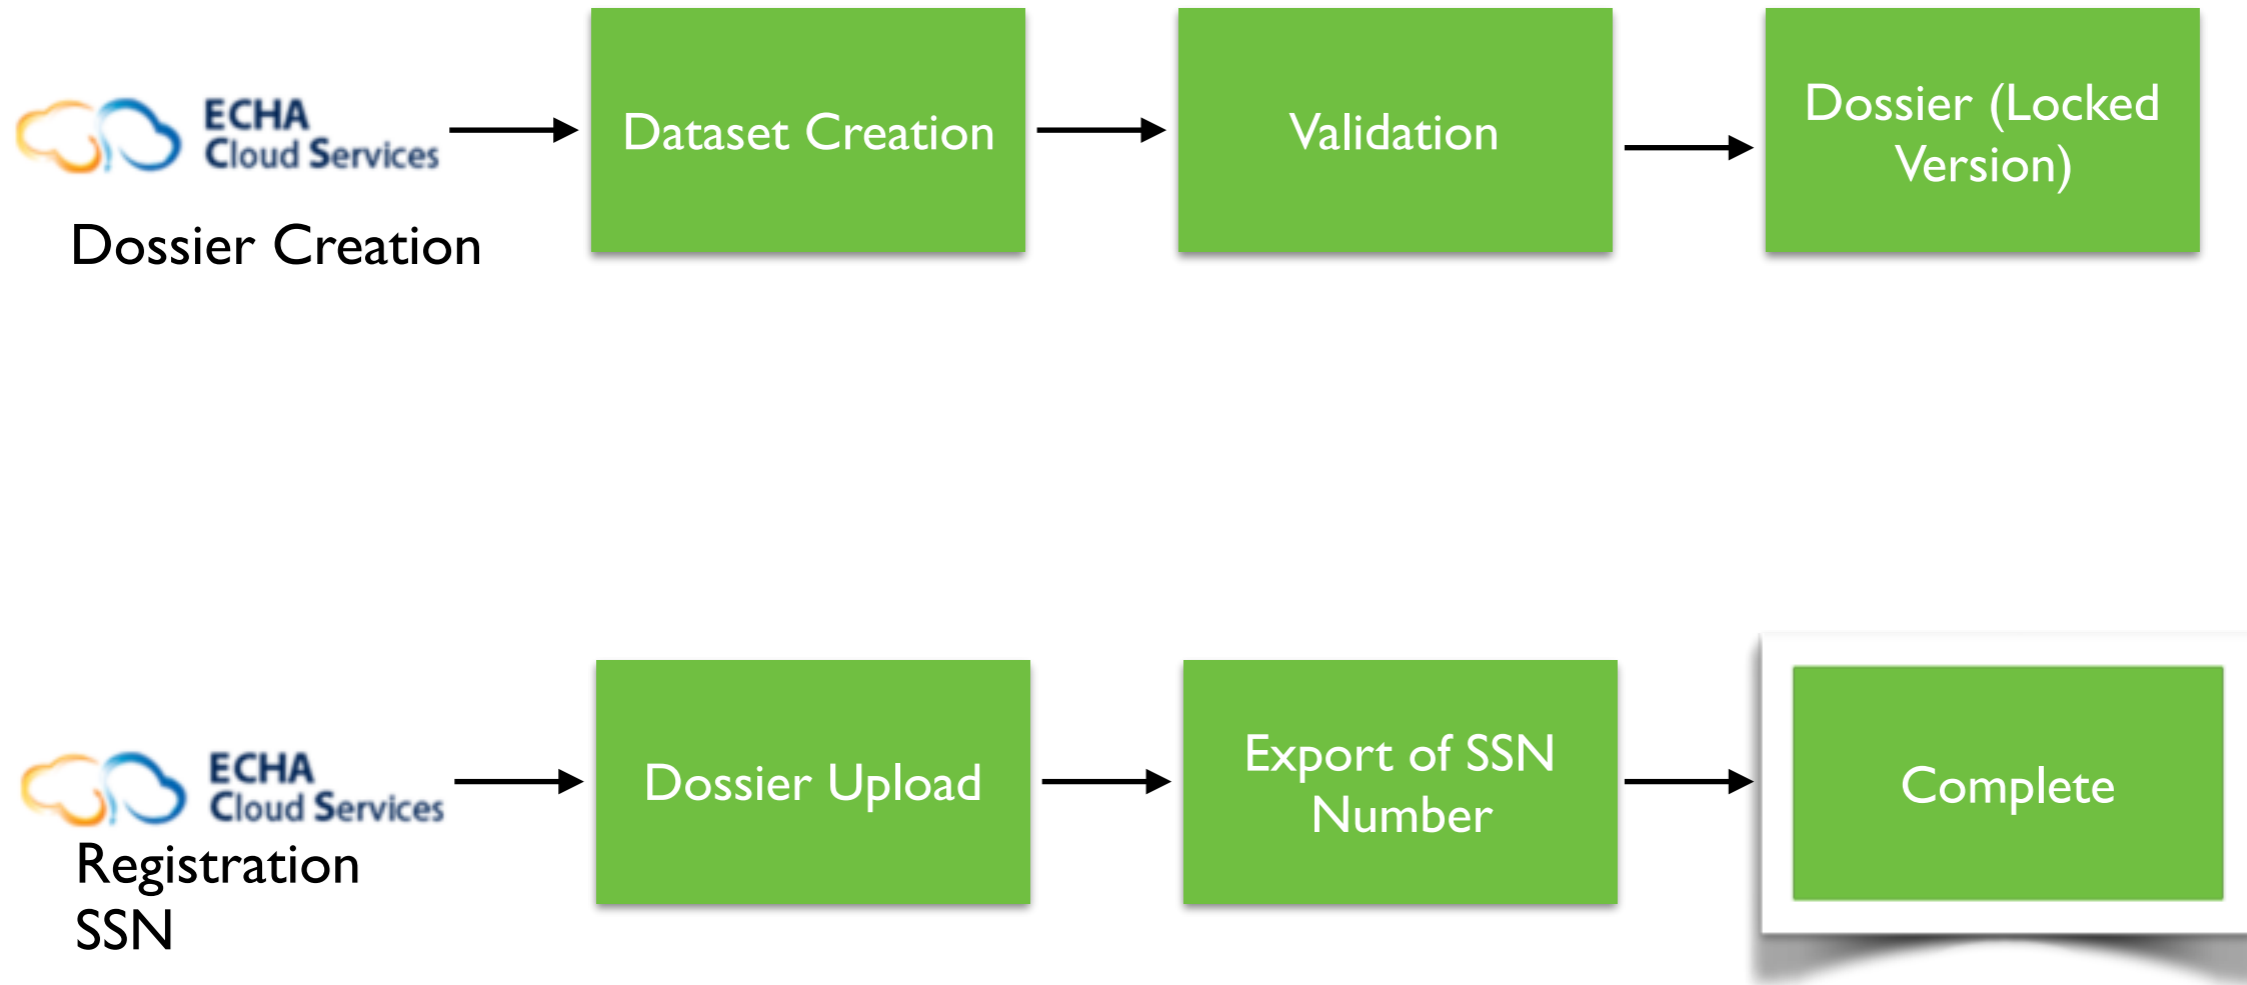 ECHA
Cloud Services
Dossier Creation
Dataset Creation
Validation
Dossier (Locked
Version)
ECHA
Cloud Services
Registration
SSN
Dossier Upload
Export of SSN
Number
Complete